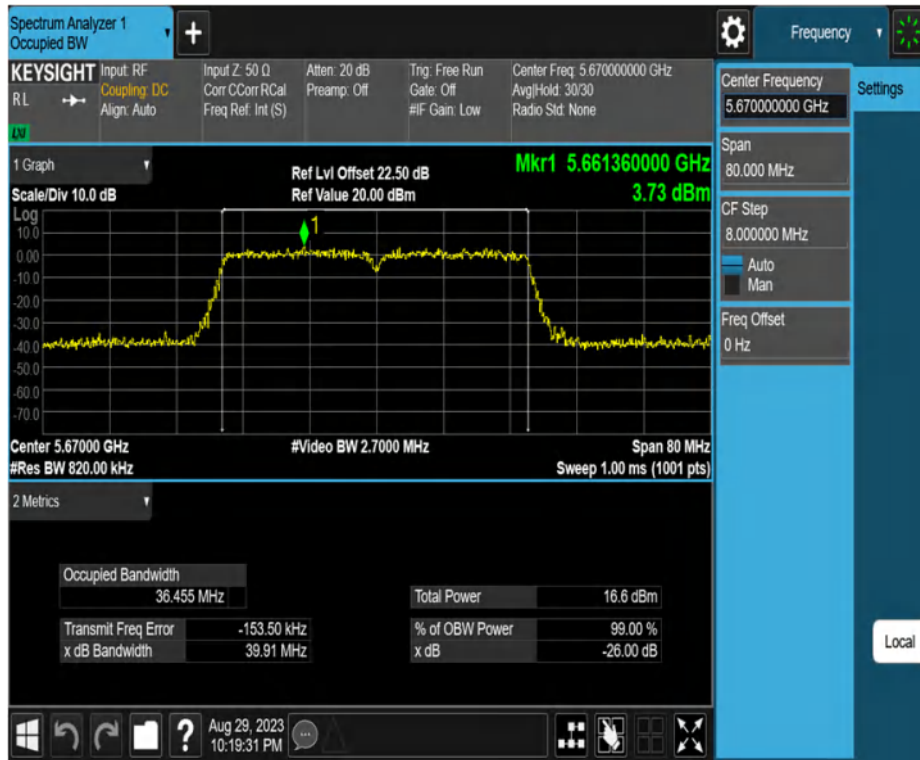 Spectrum Analyzer 1
Occupied BW
+
Frequency
KEYSIGHT
RL
LXI
Input: RF
Coupling: DC
Align: Auto
Input Z: 50 Ω
Corr CCorr RCal
Freq Ref: Int (S)
Atten: 20 dB
Preamp: Off
Trig: Free Run
Gate: Off
#IF Gain: Low
Center Freq: 5.670000000 GHz
Avg|Hold: 30/30
Radio Std: None
Center Frequency
5.670000000 GHz
Settings
Span
80.000 MHz
CF Step
8.000000 MHz
Auto
Man
Freq Offset
0 Hz
Local
1 Graph
Scale/Div 10.0 dB
Ref Lvl Offset 22.50 dB
Ref Value 20.00 dBm
Mkr1 5.661360000 GHz
3.73 dBm
Log
1
10.0
0.00
-10.0
-20.0
-30.0
-40.0
-50.0
-60.0
-70.0
Center 5.67000 GHz
#Video BW 2.7000 MHz
Span 80 MHz
#Res BW 820.00 kHz
Sweep 1.00 ms (1001 pts)
2 Metrics
Occupied Bandwidth
36.455 MHz
Total Power 16.6 dBm
Transmit Freq Error -153.50 kHz
% of OBW Power 99.00 %
x dB Bandwidth 39.91 MHz
x dB -26.00 dB
?
Aug 29, 2023
10:19:31 PM